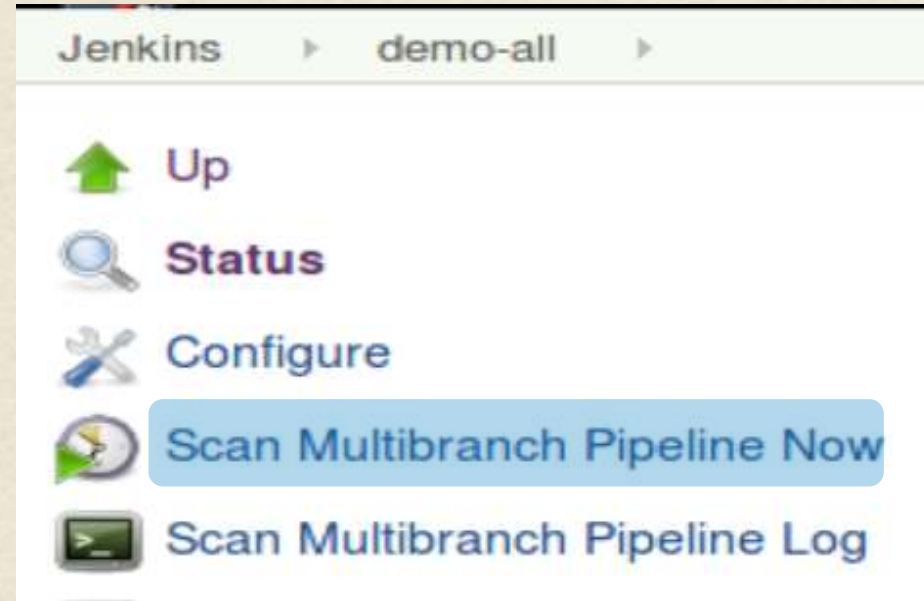 Jenkins demo-all
Up
Status
Configure
Scan Multibranch Pipeline Now
Scan Multibranch Pipeline Log